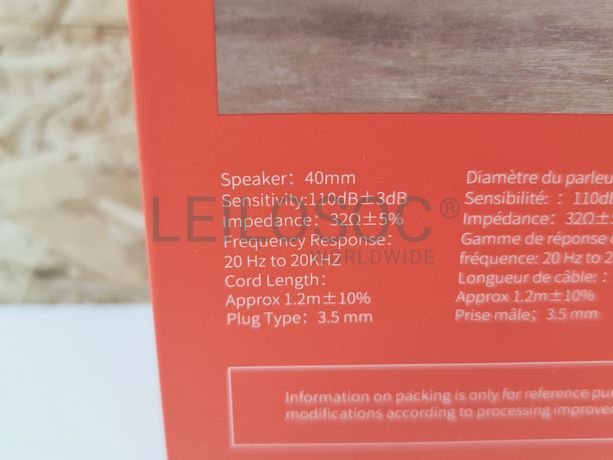 Speaker: 40mm
Sensitivity:110dB±3dB
Impedance: 32Ω±5%
Frequency Response:
20 Hz to 20KHZ
Cord Length:
Approx 1.2m±10%
Plug Type: 3.5 mm
Diamètre du parleu
Sensibilité: : 110dB
Impédance: 32Ω±
Gamme de réponse
fréquence: 20 Hz to 2
Longueur de câble: :
Approx 1.2m±10%
Prise mâle; 3.5 mm
LEILOSOC®
WORLDWIDE
Information on packing is only for reference pur
modifications according to processing improvem